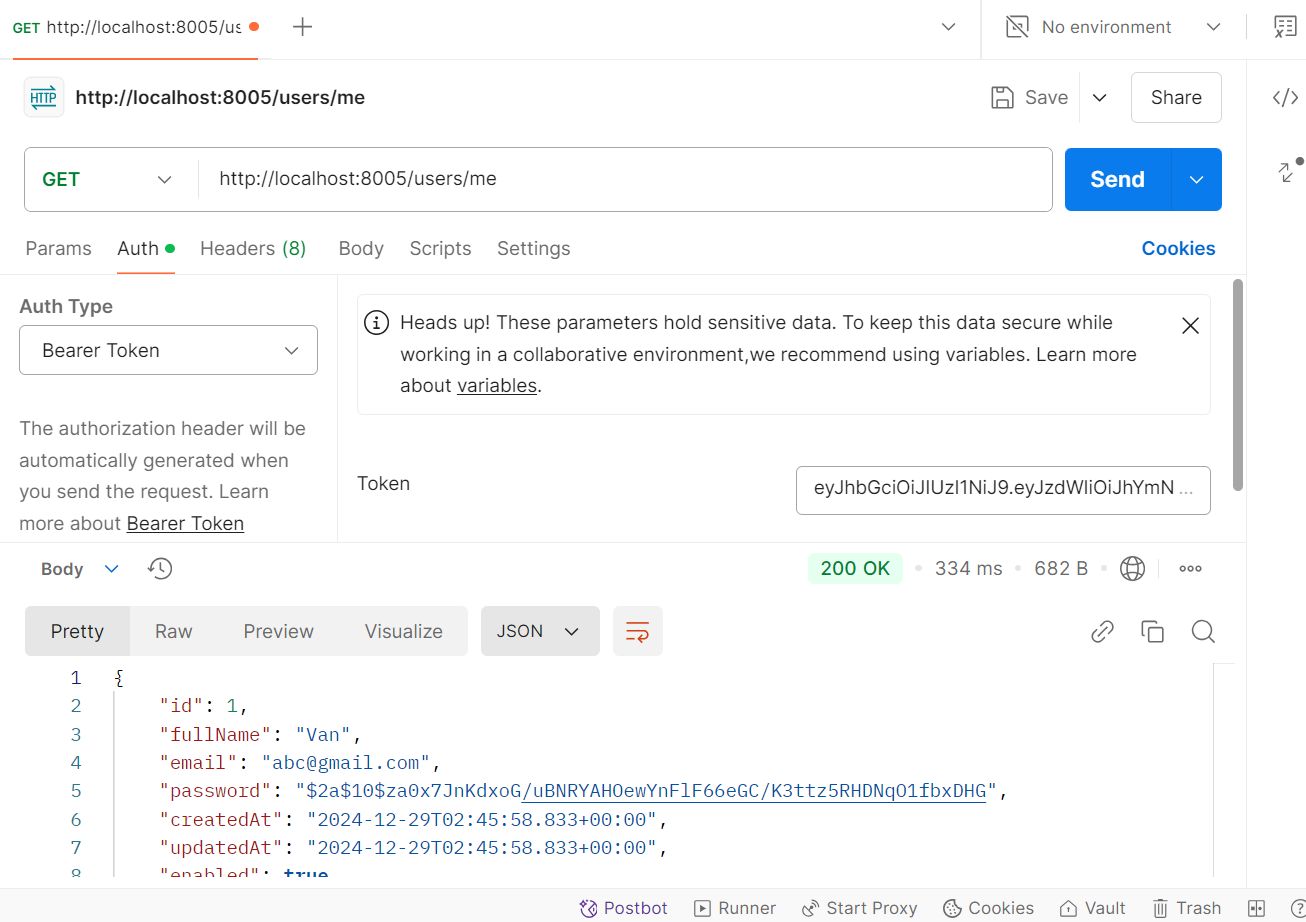 GET http://localhost:8005/us
No environment
HTTP http://localhost:8005/users/me
Save
Share
GET
http://localhost:8005/users/me
Send
Params
Auth
Headers (8)
Body
Scripts
Settings
Cookies
Auth Type
Bearer Token
The authorization header will be
automatically generated when
you send the request. Learn
more about Bearer Token
Heads up! These parameters hold sensitive data. To keep this data secure while
working in a collaborative environment,we recommend using variables. Learn more
about variables.
Token
eyJhbGciOiJIUzI1NiJ9.eyJzdWIiOiJhYmN ...
Body
200 OK
334 ms
682 B
Pretty
Raw
Preview
Visualize
JSON
1 {
2 "id": 1,
3 "fullName": "Van",
4 "email": "abc@gmail.com",
5 "password": "$2a$10$za0x7JnKdxoG/uBNRYAHOewYnFlF66eGC/K3ttz5RHDNqO1fbxDHG",
6 "createdAt": "2024-12-29T02:45:58.833+00:00",
7 "updatedAt": "2024-12-29T02:45:58.833+00:00",
8 "enabled": true
Postbot
Runner
Start Proxy
Cookies
Vault
Trash